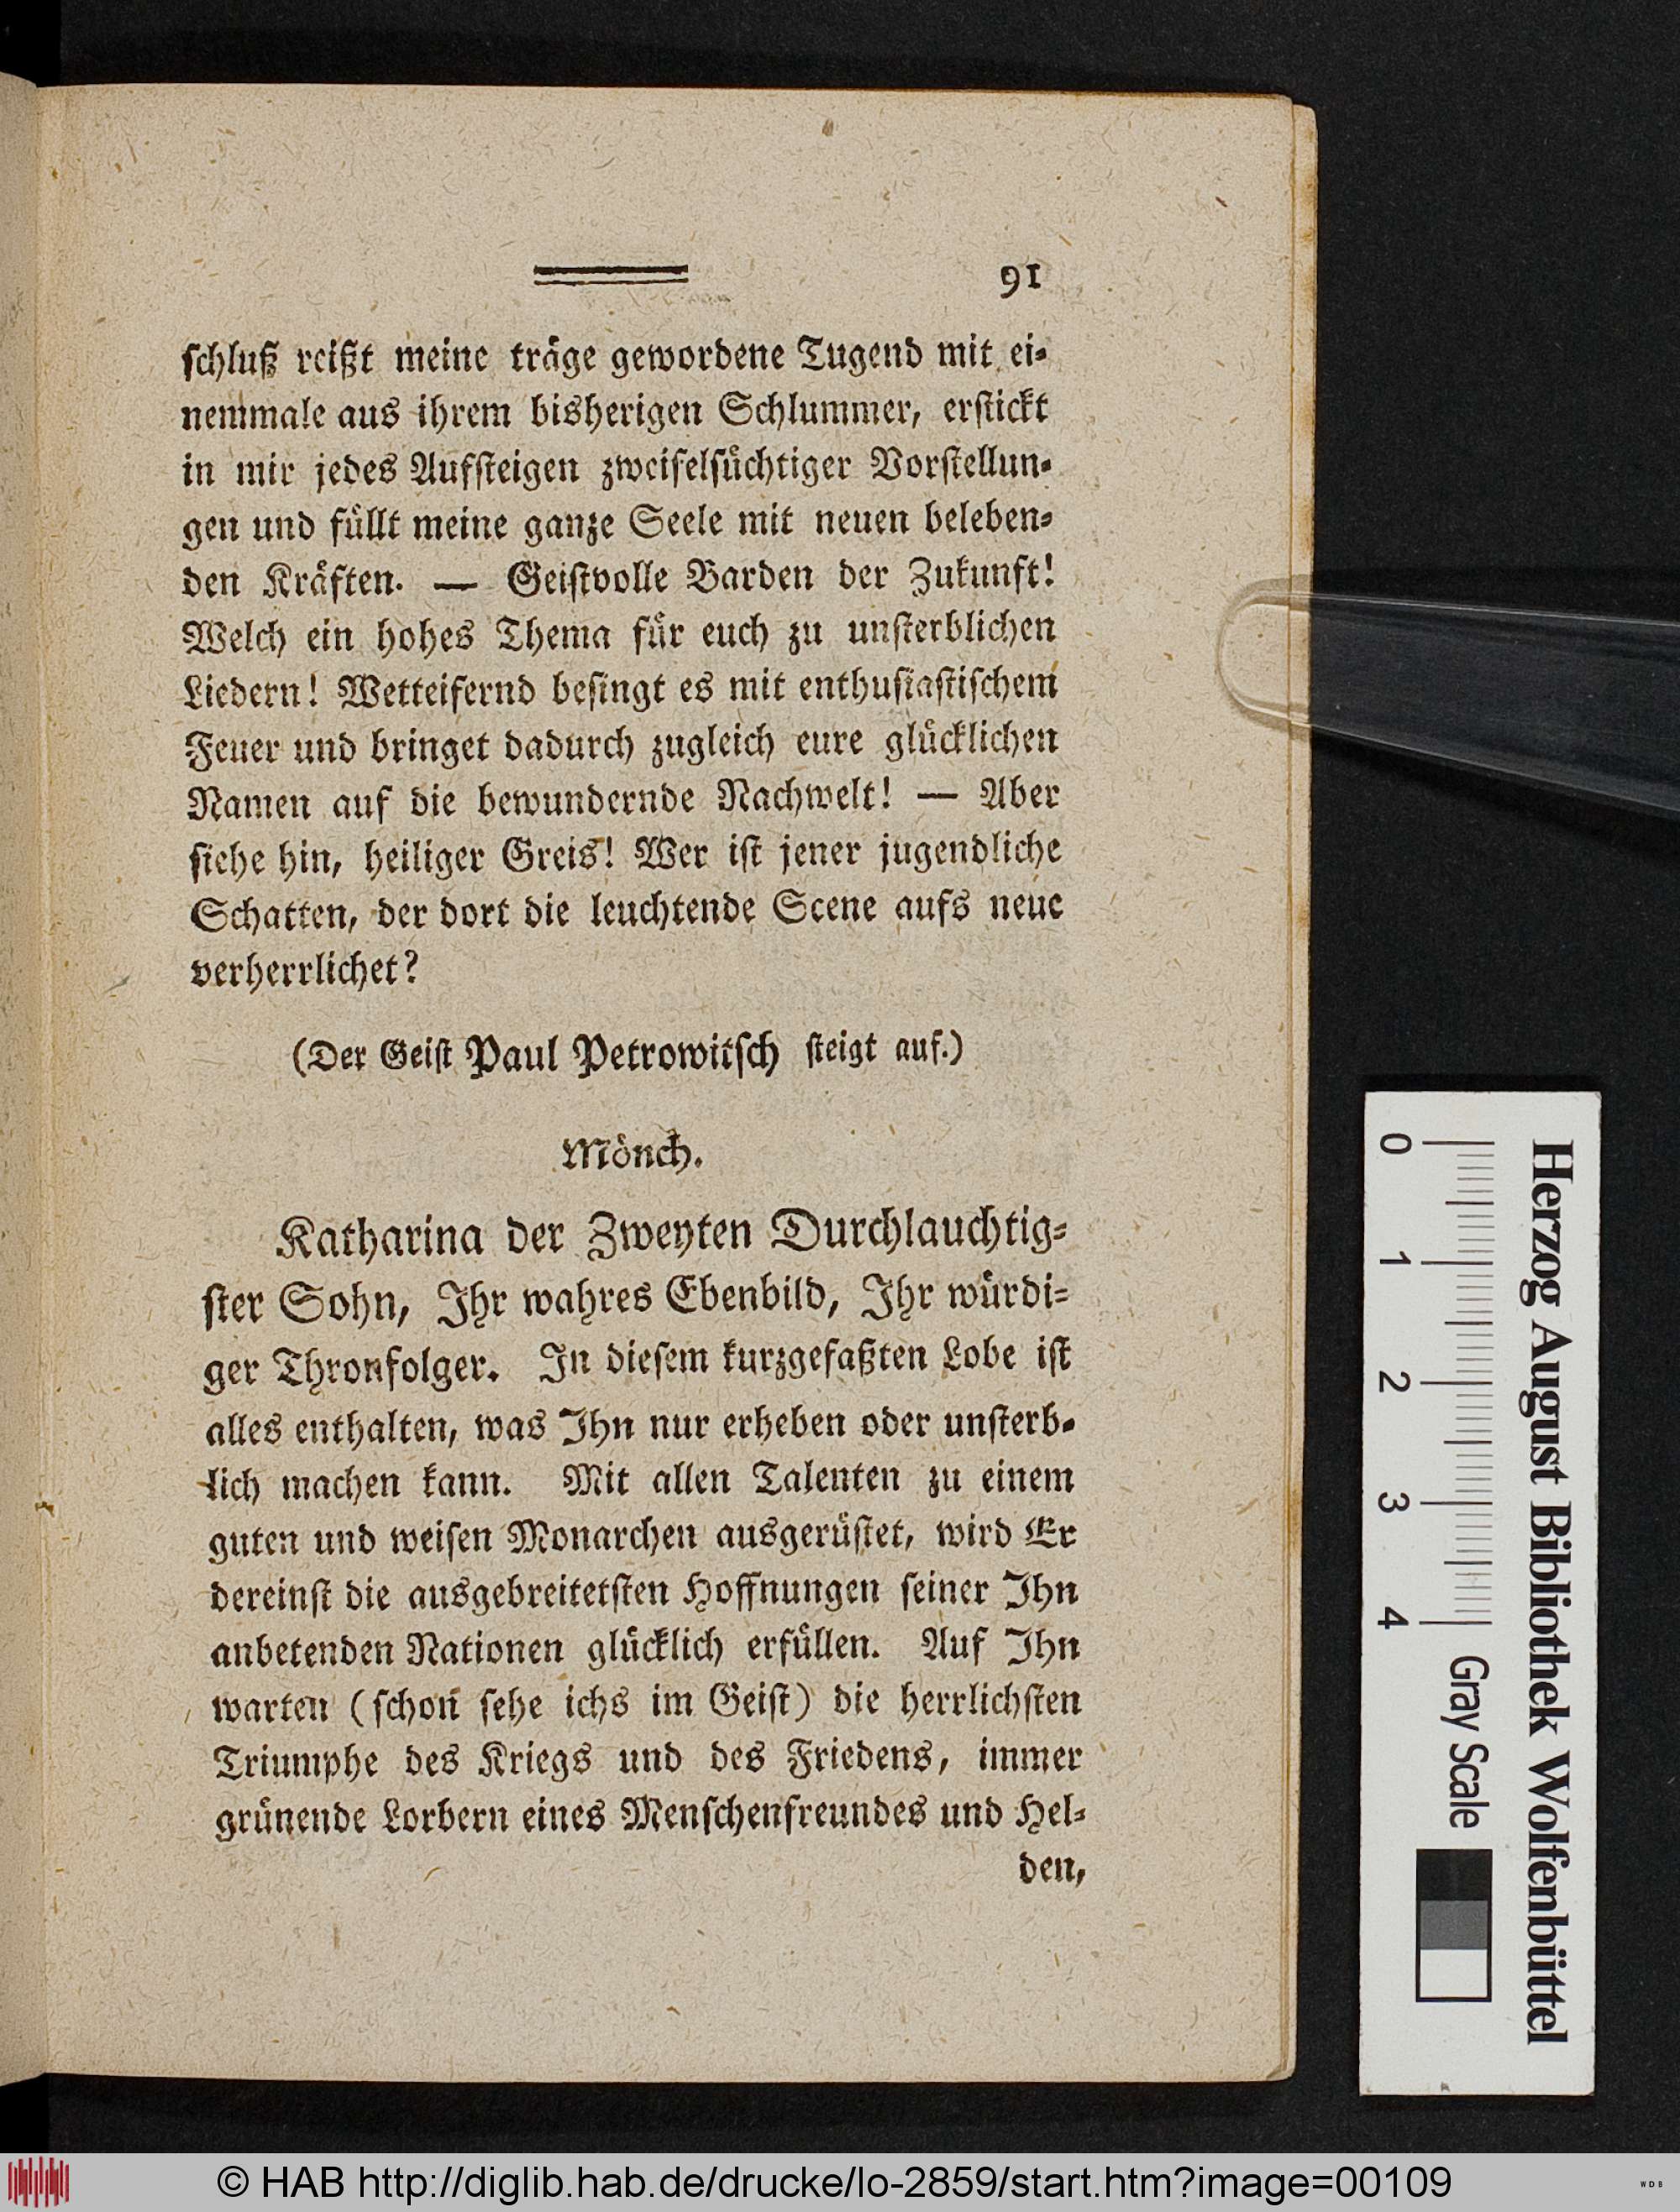 91
ſchluß reißt meine träge gewordene Tugend mit ei⸗
nemmale aus ihrem bisherigen Schlummer, erſtickt
in mir jedes Aufſteigen zweifelſüchtiger Vorſtellun⸗
gen und füllt meine ganze Seele mit neuen beleben⸗
den Kräften. — Geiſtvolle Barden der Zukunft!
Welch ein hohes Thema für euch zu unſterblichen
Liedern! Wetteifernd beſingt es mit enthuſiaſtiſchem
Feuer und bringet dadurch zugleich eure glücklichen
Namen auf die bewundernde Nachwelt! — Aber
ſiehe hin, heiliger Greis! Wer iſt jener jugendliche
Schatten, der dort die leuchtende Scene aufs neue
verherrlichet?
(Der Geiſt Paul Petrowitſch ſteigt auf.)
Mönch.
Katharina der Zweyten Durchlauchtig⸗
ſter Sohn, Ihr wahres Ebenbild, Ihr würdi⸗
ger Thronfolger. In dieſem kurzgefaßten Lobe iſt
alles enthalten, was Ihn nur erheben oder unſterb⸗
lich machen kann. Mit allen Talenten zu einem
guten und weiſen Monarchen ausgerüſtet, wird Er
dereinſt die ausgebreitetſten Hoffnungen ſeiner Ihn
anbetenden Nationen glücklich erfüllen. Auf Ihn
warten (ſchon ſehe ichs im Geiſt) die herrlichſten
Triumphe des Kriegs und des Friedens, immer
grünende Lorbern eines Menſchenfreundes und Hel⸗
den,
Herzog August Bibliothek Wolfenbüttel
0 1 2 3 4 Gray Scale
© HAB http://diglib.hab.de/drucke/lo-2859/start.htm?image=00109
WDB